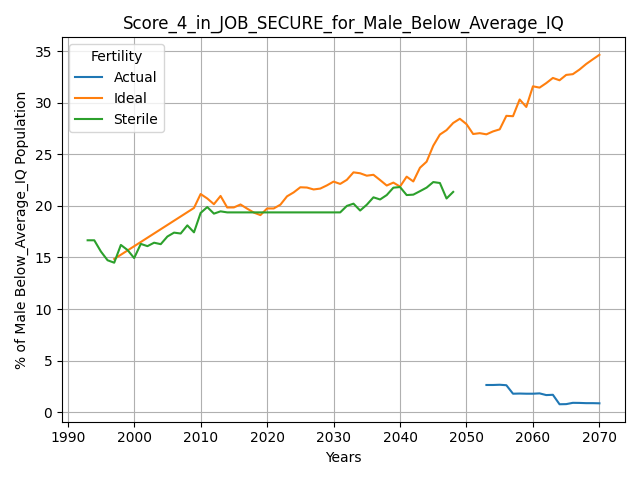 Score_4_in_JOB_SECURE_for_Male_Below_Average_IQ
% of Male Below_Average_IQ Population
35
30
25
20
15
10
5
0
Fertility
Actual
Ideal
Sterile
1990 2000 2010 2020 2030 2040 2050 2060 2070
Years